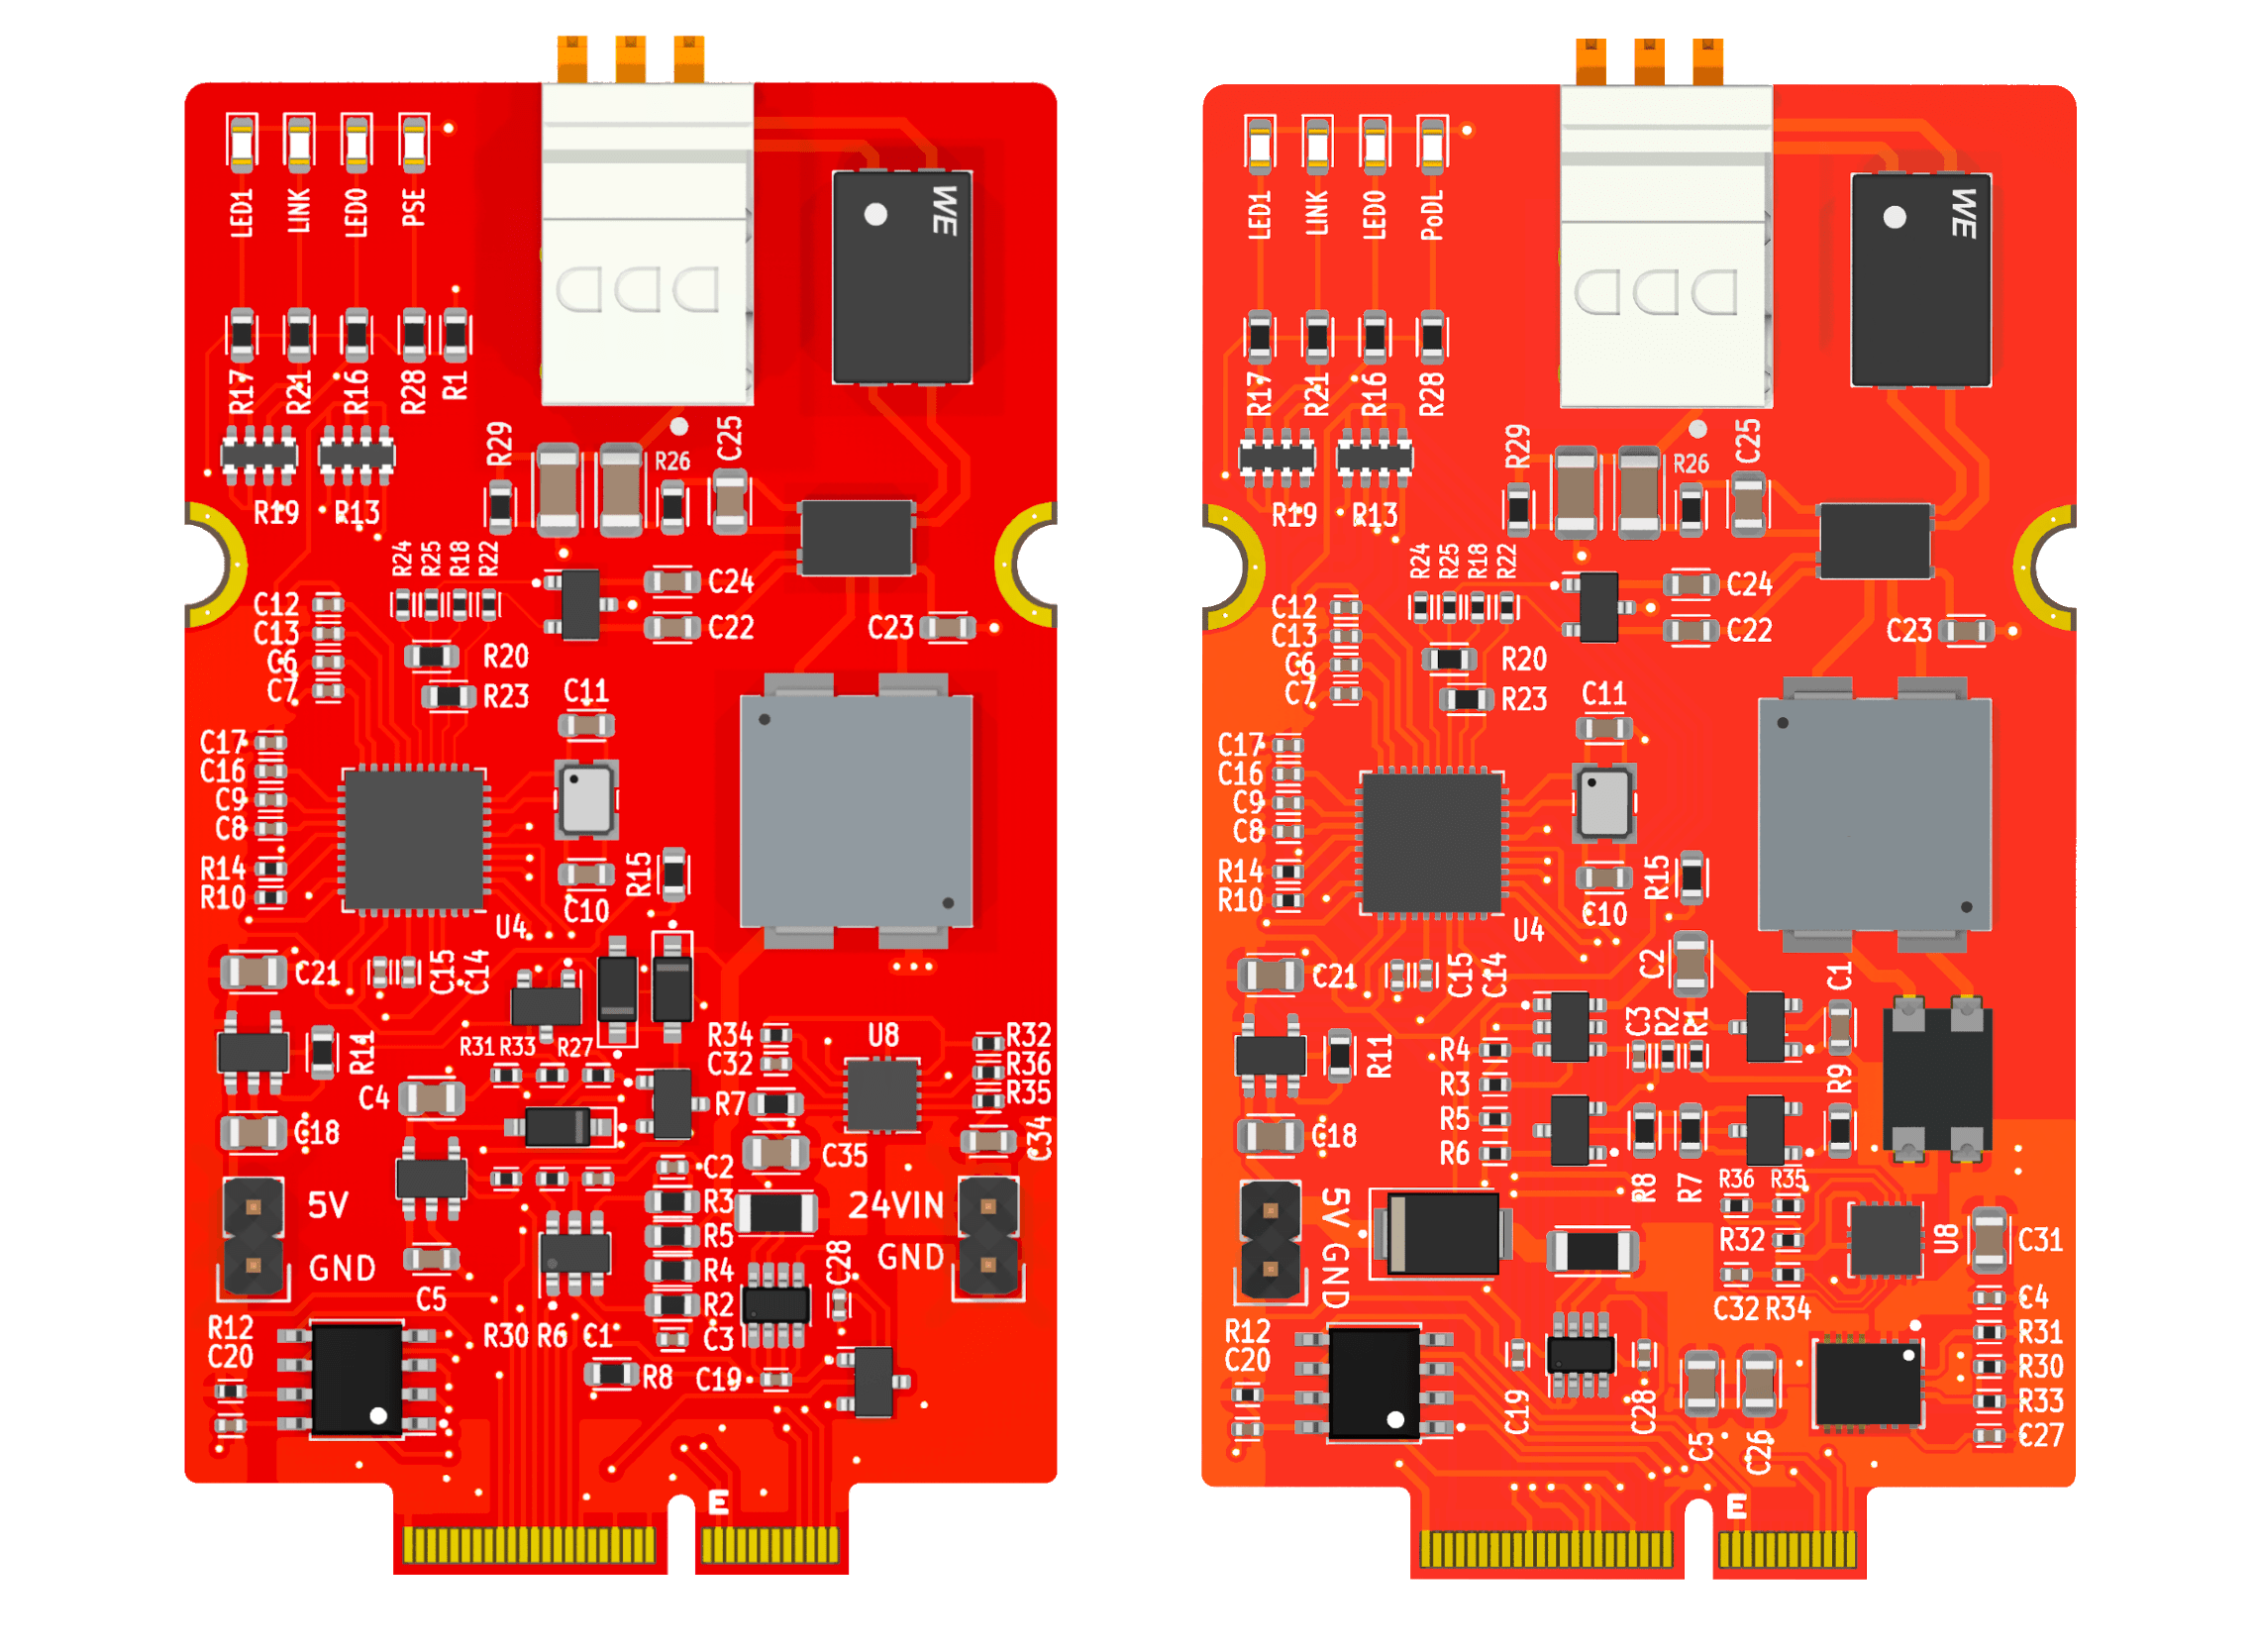 LED1 LINK LED0 PSE
WE
R17 R21 R16 R28 R1
R29 R26 C25
R19 R13
R24 R25 R18 R22
C12 C24
C13 C22 C23
C6 R20
C7 R23
C11
C17
C16
C9
C8
R14 R15
R10 C10
U4
C21 C15 C14
R34 U8 R32
R11 R31 R33 R27 C32 R36
C4 R7 R35
C18 C35 C34
C2
5V R3 24VIN
R5
GND R4 C28 GND
C5 R2
R12 R30 R6 C1 C3
C20 R8 C19
E
LED1 LINK LED0 PoDL
WE
R17 R21 R16 R28
R29 R26 C25
R19 R13
R24 R25 R18 R22
C12 C24
C13 C22 C23
C6 R20
C7 R23
C11
C17
C16
C9
C8
R14 R15
R10 C10
U4
C21 C15 C14 C2 C1
R11 R4 C3 R2 R1
R3 R9
R5
C18 R6
R8 R7 R36 R35
5V GND R32 U8 C31
C32 R34 C4
R12 R31
C20 R30
C19 C28 R33
C5 C26 C27
E